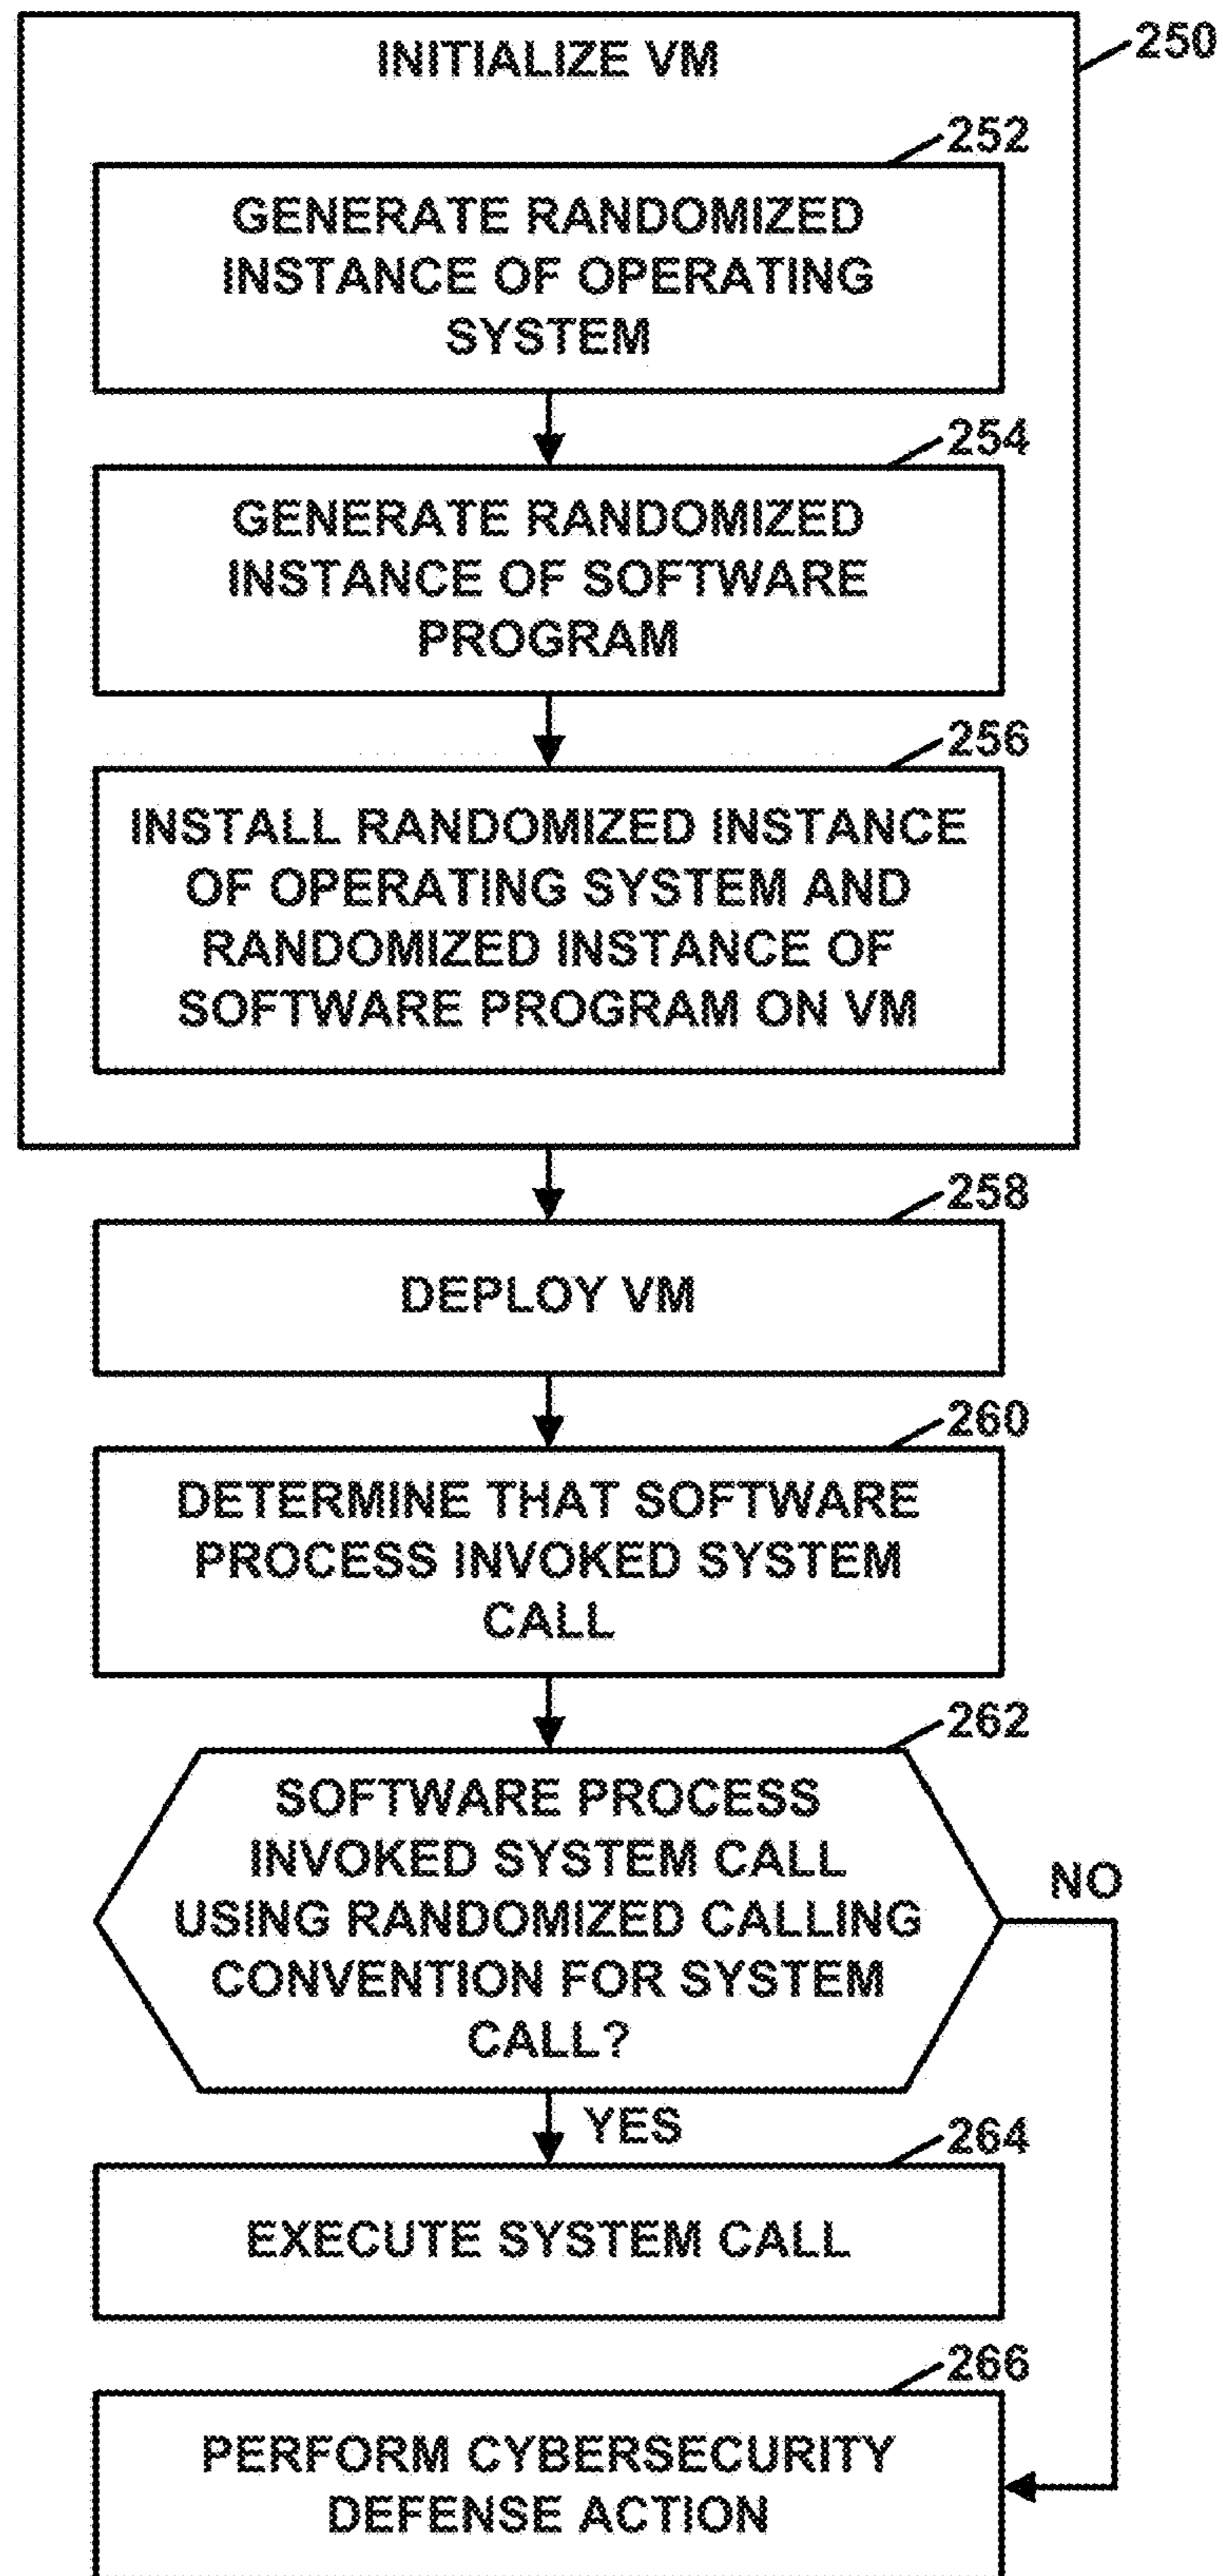 INITIALIZE VM
250
252
GENERATE RANDOMIZED
INSTANCE OF OPERATING
SYSTEM
254
GENERATE RANDOMIZED
INSTANCE OF SOFTWARE
PROGRAM
256
INSTALL RANDOMIZED INSTANCE
OF OPERATING SYSTEM AND
RANDOMIZED INSTANCE OF
SOFTWARE PROGRAM ON VM
258
DEPLOY VM
260
DETERMINE THAT SOFTWARE
PROCESS INVOKED SYSTEM
CALL
262
SOFTWARE PROCESS
INVOKED SYSTEM CALL
USING RANDOMIZED CALLING
CONVENTION FOR SYSTEM
CALL?
NO
YES
264
EXECUTE SYSTEM CALL
266
PERFORM CYBERSECURITY
DEFENSE ACTION